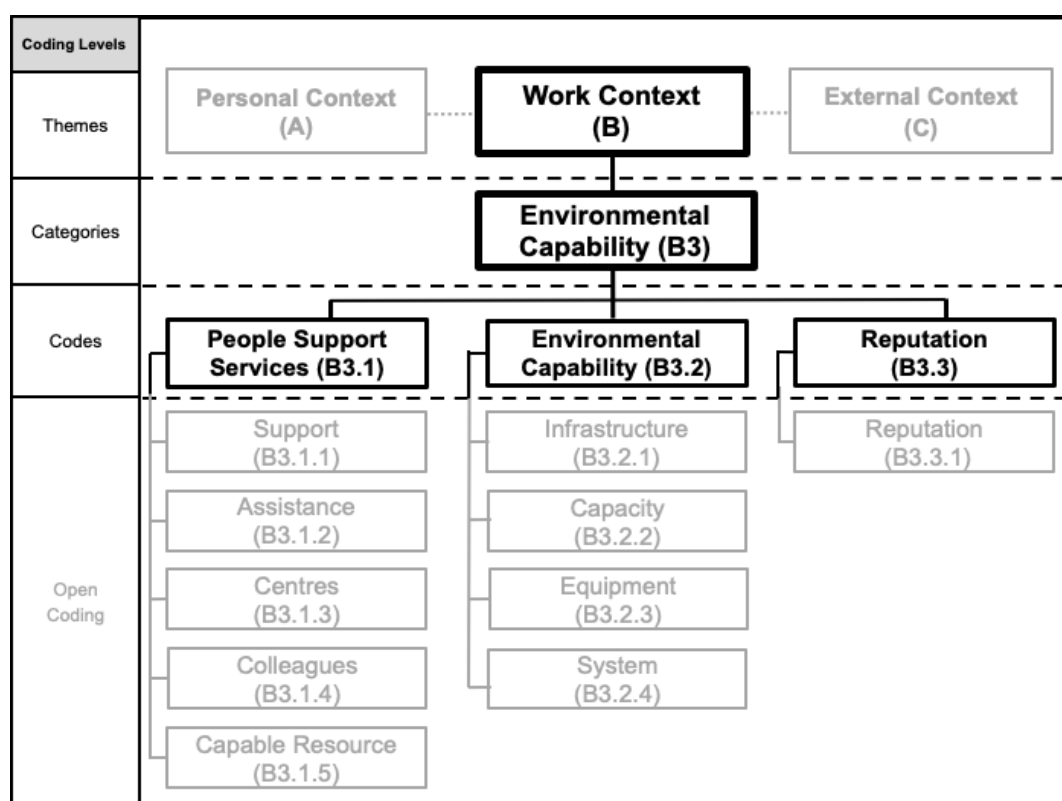 Coding Levels
Themes
Personal Context
(A)
Work Context
(B)
External Context
(C)
Categories
Environmental
Capability (B3)
Codes
People Support
Services (B3.1)
Environmental
Capability (B3.2)
Reputation
(B3.3)
Open
Coding
Support
(B3.1.1)
Assistance
(B3.1.2)
Centres
(B3.1.3)
Colleagues
(B3.1.4)
Capable Resource
(B3.1.5)
Infrastructure
(B3.2.1)
Capacity
(B3.2.2)
Equipment
(B3.2.3)
System
(B3.2.4)
Reputation
(B3.3.1)